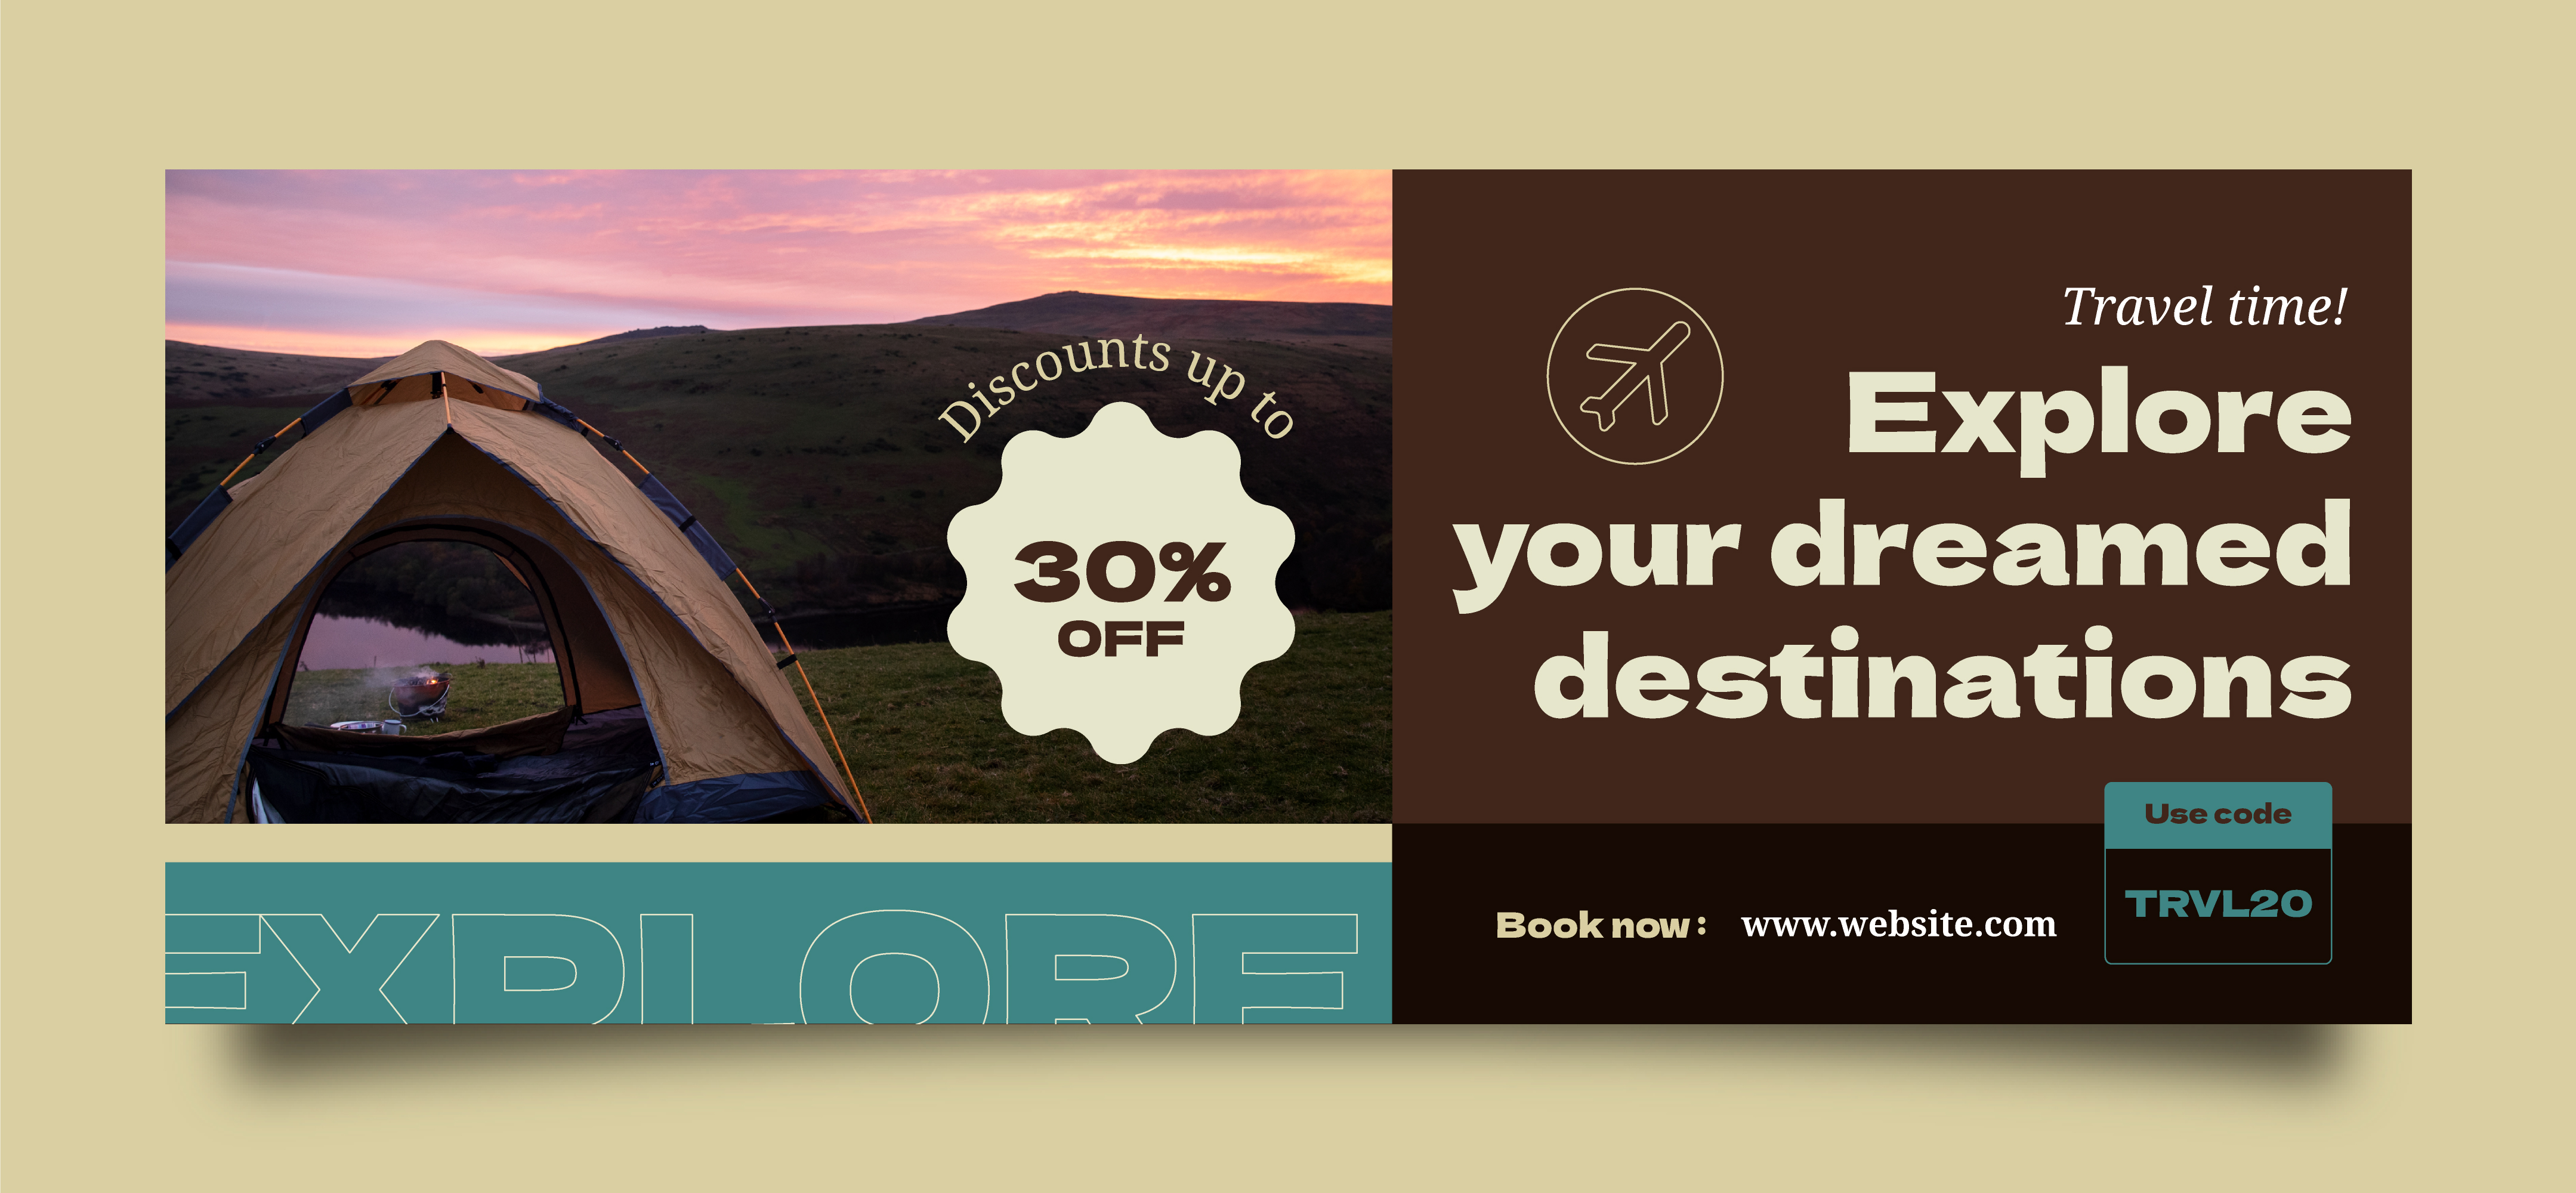 Discounts up to
30%
OFF
EXPLORE
Travel time!
Explore
your dreamed
destinations
Use code
TRVL20
Book now: www.website.com